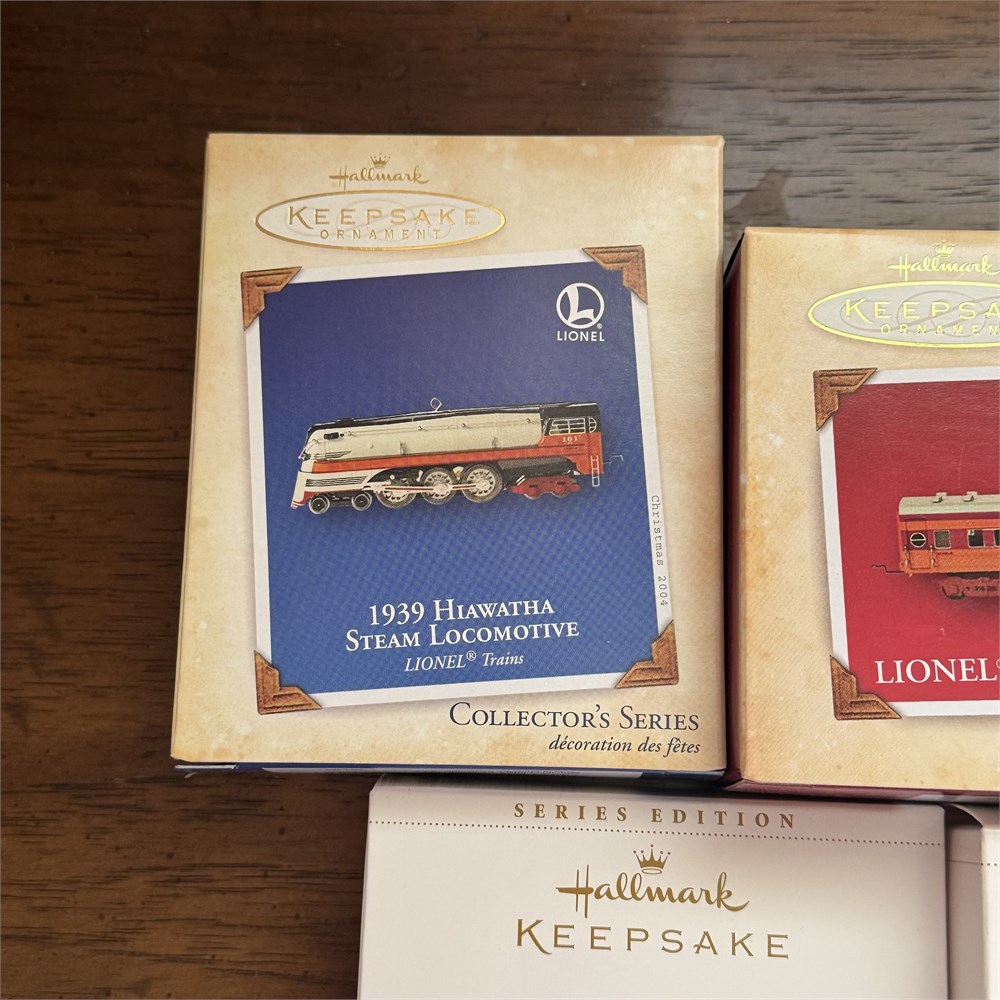 Hallmark
KEEPSAKE
ORNAMENT
L
LIONEL®
101
Christmas 2004
1939 HIAWATHA
STEAM LOCOMOTIVE
LIONEL® Trains
COLLECTOR'S SERIES
décoration des fêtes
Hallmark
KEEPSA
ORNAMEN
LIONEL®
SERIES EDITION
Hallmark
KEEPSAKE